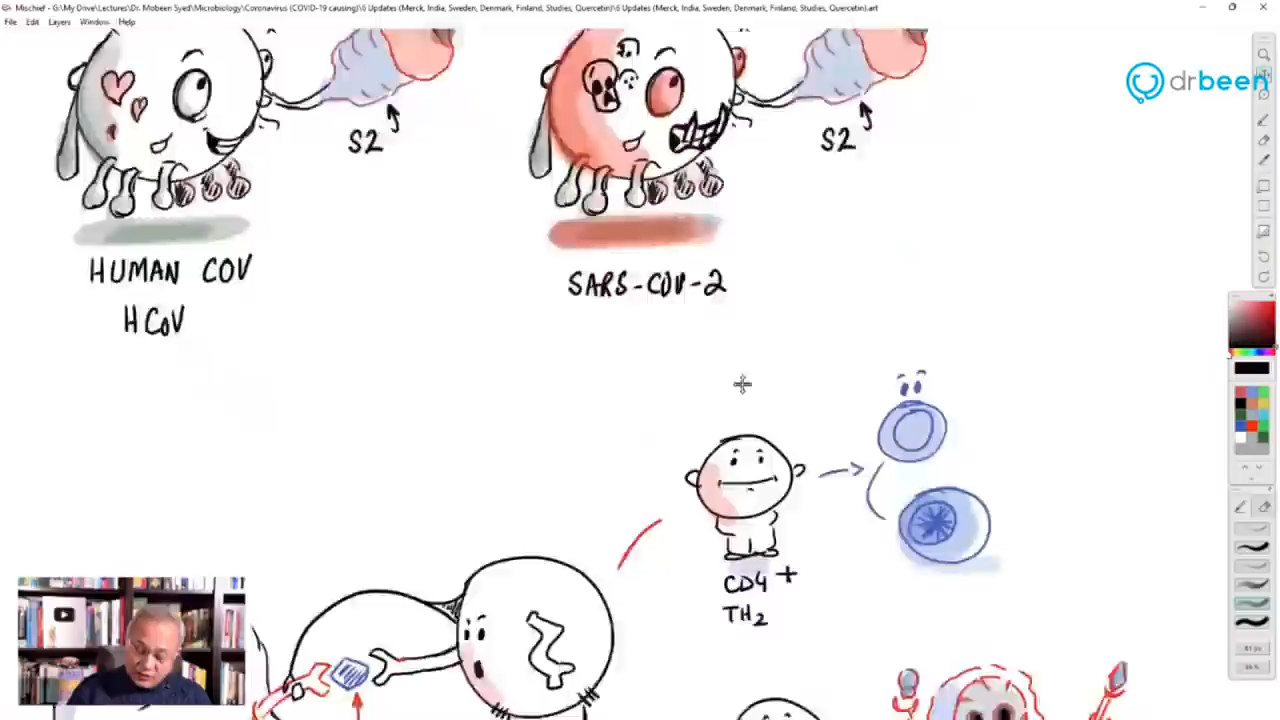 Mischief - G:\My Drive\Lectures\Dr. Mobeen Syed\Microbiology\Coronavirus (COVID-19 causing)\6 Updates (Merck, India, Sweden, Denmark, Finland, Studies, Quercetin)\6 Updates (Merck, India, Sweden, Denmark, Finland, Studies, Quercetin).art
File Edit Layers Window Help
drbeen
S2
S2
HUMAN COV
HCoV
SARS-COV-2
CD4+
TH2